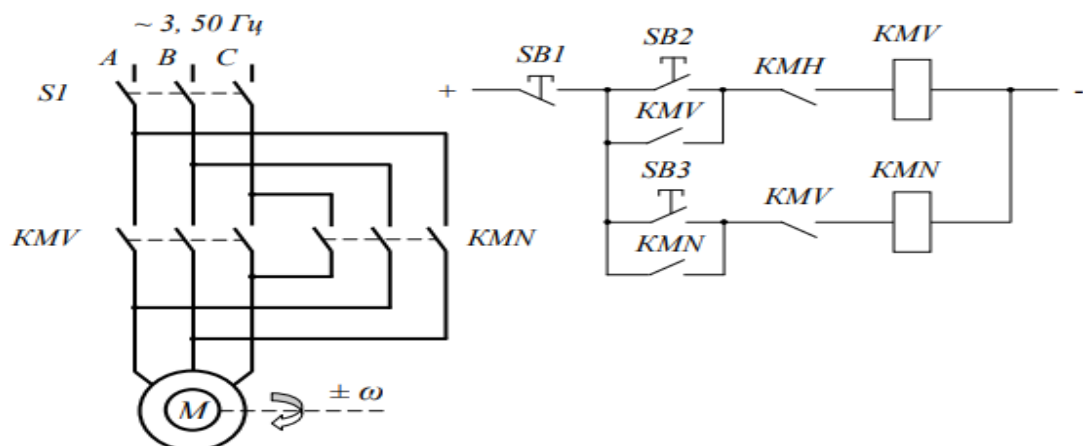 ~ 3, 50 Гц
A B C
S1
KMV
KMN
M
± ω
+
SB1
SB2
KMH
KMV
-
KMV
SB3
KMV
KMN
KMN